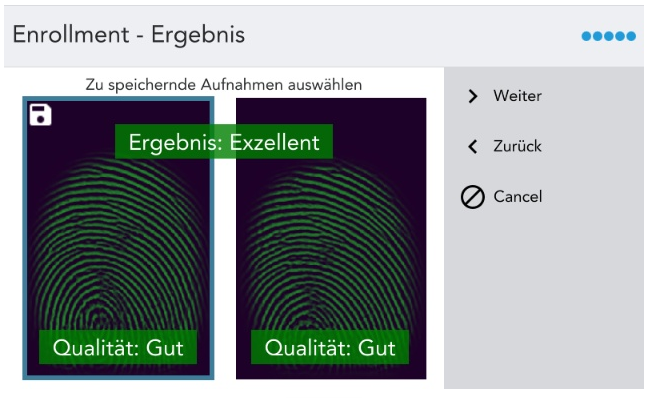 Enrollment - Ergebnis
Zu speichernde Aufnahmen auswählen
Ergebnis: Exzellent
Qualität: Gut
Qualität: Gut
Weiter
Zurück
Cancel